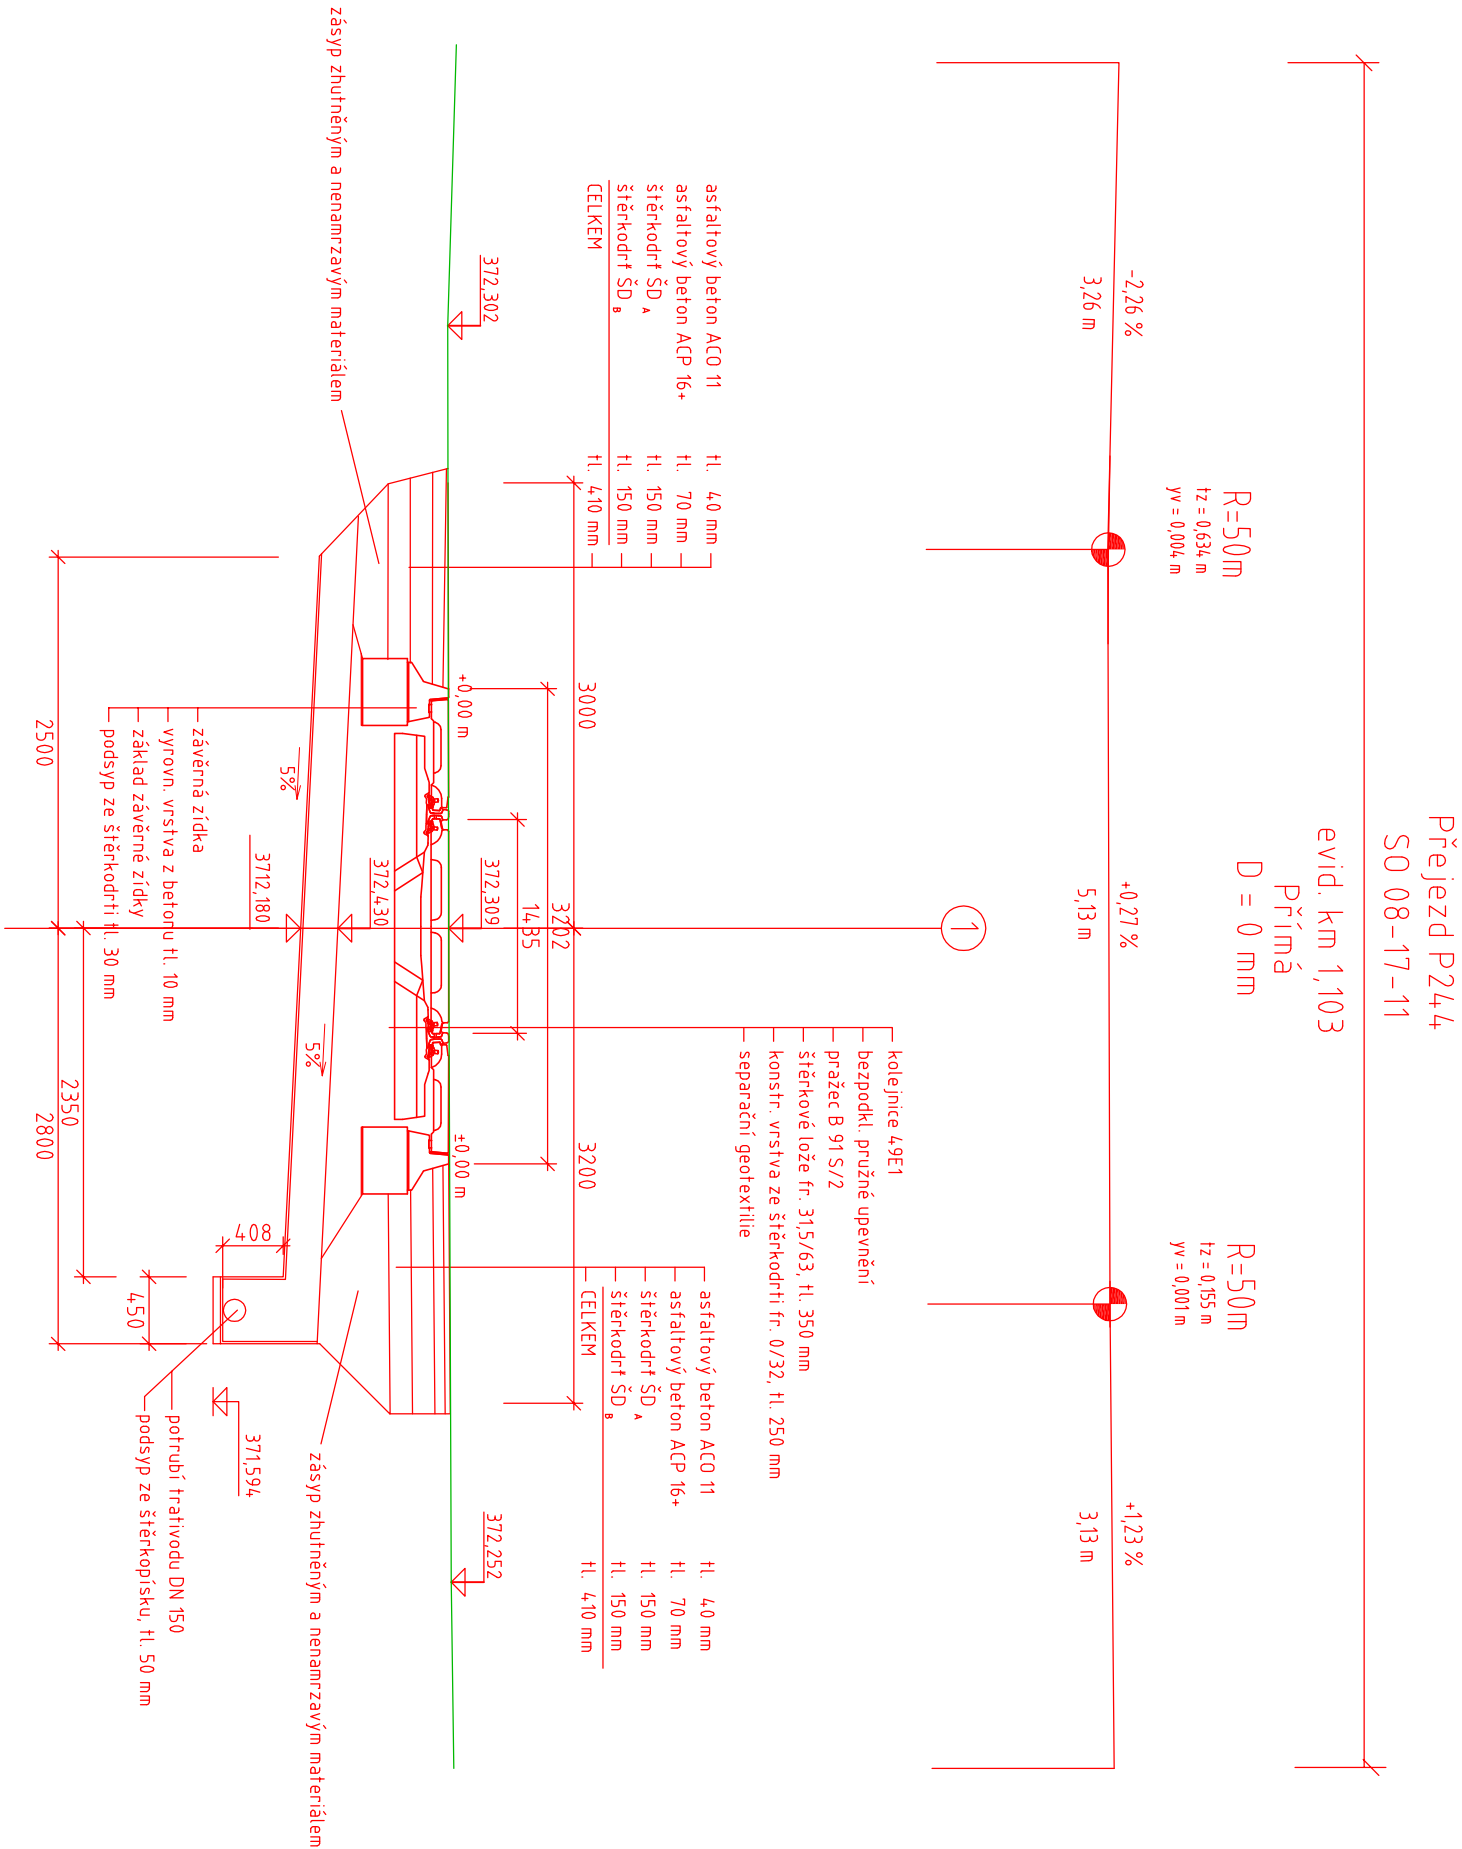 Přejezd P244
SO 08-17-11
evid. km 1,103
Přímá
D = 0 mm
R=50m
tz = 0,634 m
yv = 0,004 m
R=50m
tz = 0,155 m
yv = 0,001 m
-2,26 %
3,26 m
+0,27 %
5,13 m
+1,23 %
3,13 m
1
kolejnice 49E1
bezpodkl. pružné upevnění
pražec B 91 S/2
štěrkové lože fr. 31,5/63, tl. 350 mm
konstr. vrstva ze štěrkodrti fr. 0/32, tl. 250 mm
separační geotextilie
asfaltový beton ACO 11 tl. 40 mm
asfaltový beton ACP 16+ tl. 70 mm
štěrkodrť ŠD A tl. 150 mm
štěrkodrť ŠD B tl. 150 mm
CELKEM tl. 410 mm
asfaltový beton ACO 11 tl. 40 mm
asfaltový beton ACP 16+ tl. 70 mm
štěrkodrť ŠD A tl. 150 mm
štěrkodrť ŠD B tl. 150 mm
CELKEM tl. 410 mm
3000
3200
3202
1435
372,302
372,309
372,252
+0,00 m
±0,00 m
372,430
3712,180
zásyp zhutněným a nenamrzavým materiálem
zásyp zhutněným a nenamrzavým materiálem
5%
5%
408
371,594
závěrná zídka
vyrovn. vrstva z betonu tl. 10 mm
základ závěrné zídky
podsyp ze štěrkodrti tl. 30 mm
potrubí trativodu DN 150
podsyp ze štěrkopísku, tl. 50 mm
450
2350
2500
2800